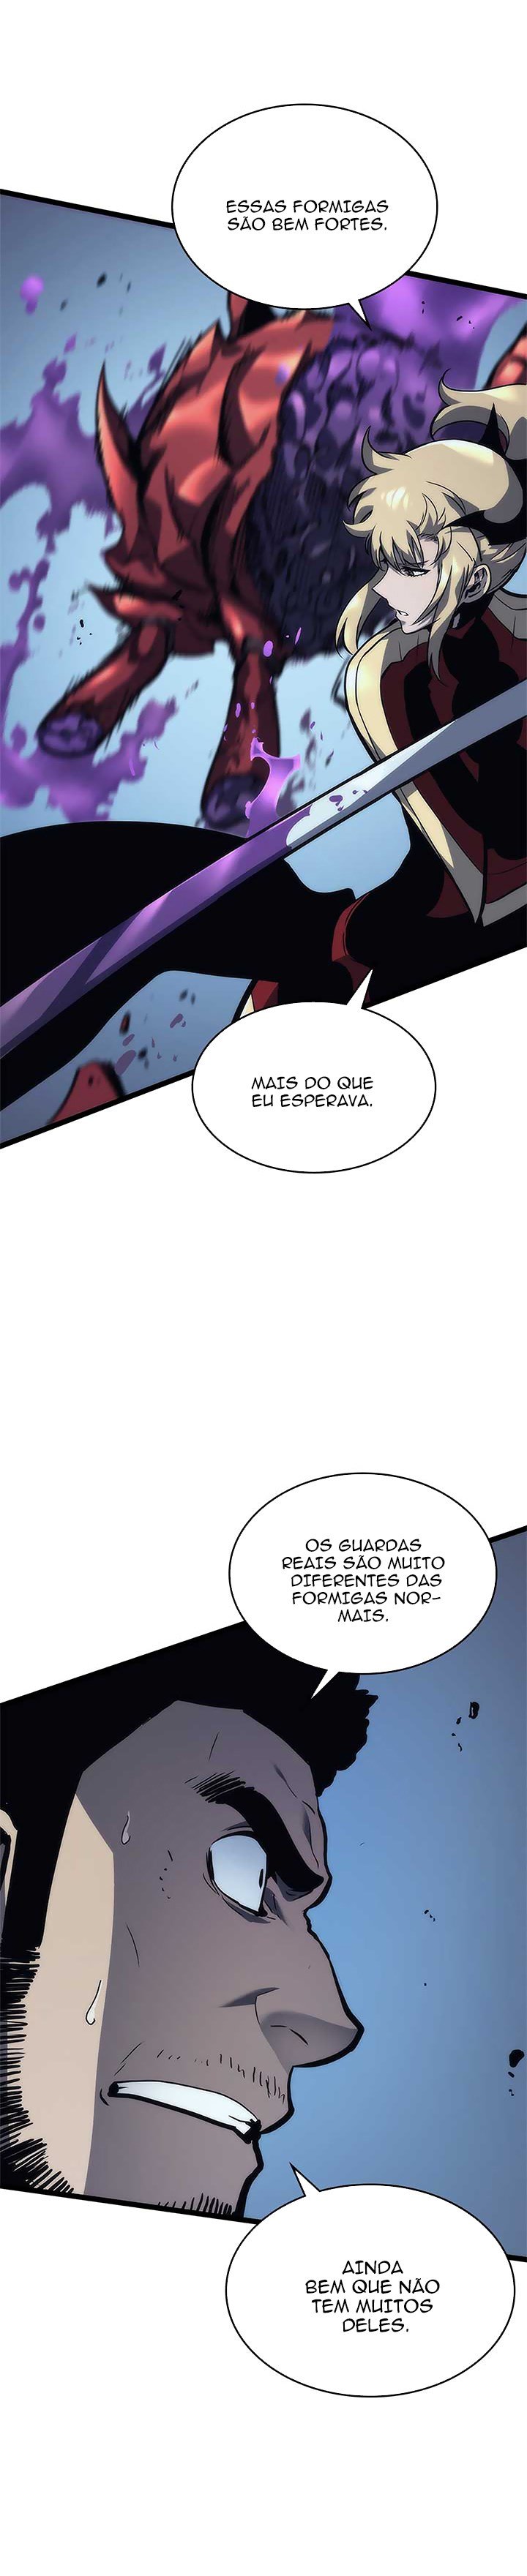 ESSAS FORMIGAS
SÃO BEM FORTES.
MAIS DO QUE
EU ESPERAVA.
OS GUARDAS
REAIS SÃO MUITO
DIFERENTES DAS
FORMIGAS NOR-
MAIS.
AINDA
BEM QUE NÃO
TEM MUITOS
DELES.